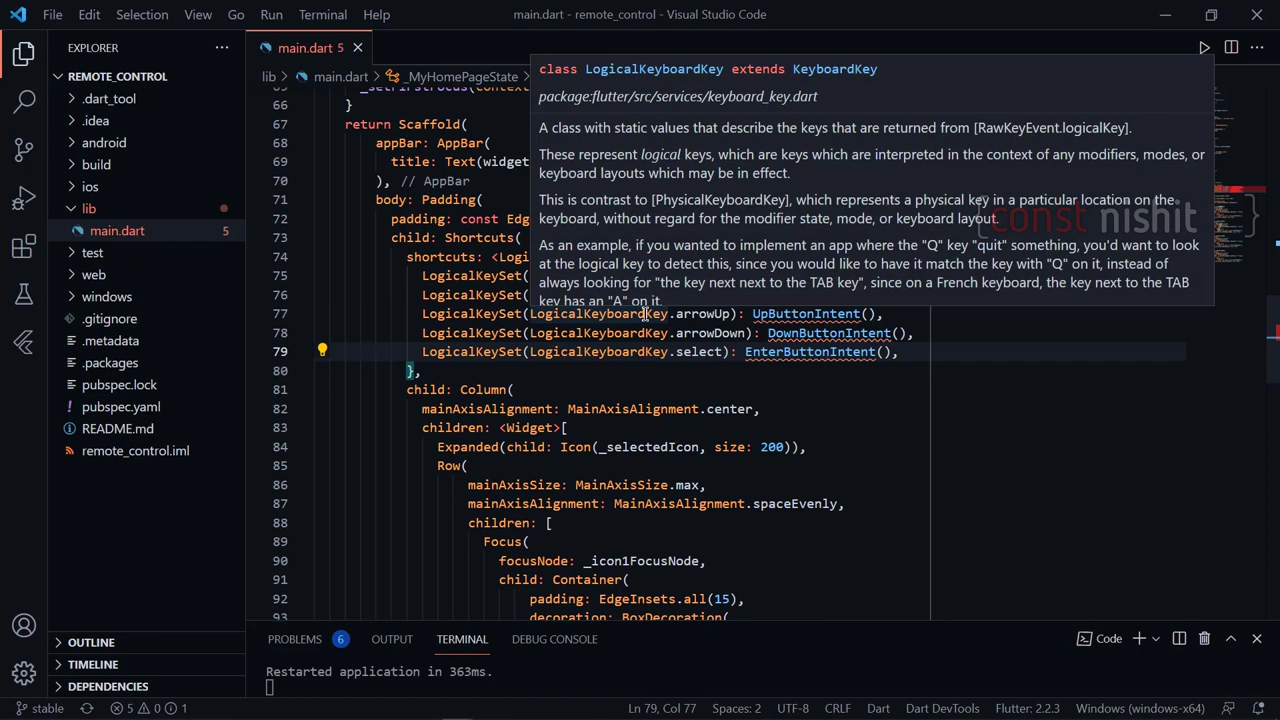 File Edit Selection View Go Run Terminal Help main.dart - remote_control - Visual Studio Code
EXPLORER
REMOTE_CONTROL
.dart_tool
.idea
android
build
ios
lib
main.dart 5
test
web
windows
.gitignore
.metadata
.packages
pubspec.lock
pubspec.yaml
README.md
remote_control.iml
OUTLINE
TIMELINE
DEPENDENCIES
main.dart 5
lib > main.dart > _MyHomePageState >
66 }
67 return Scaffold(
68 appBar: AppBar(
69 title: Text(widget
70 ), // AppBar
71 body: Padding(
72 padding: const Edg
73 child: Shortcuts(
74 shortcuts: <Logi
75 LogicalKeySet(
76 LogicalKeySet(
77 LogicalKeySet(LogicalKeyboardKey.arrowUp): UpButtonIntent(),
78 LogicalKeySet(LogicalKeyboardKey.arrowDown): DownButtonIntent(),
79 LogicalKeySet(LogicalKeyboardKey.select): EnterButtonIntent(),
80 },
81 child: Column(
82 mainAxisAlignment: MainAxisAlignment.center,
83 children: <Widget>[
84 Expanded(child: Icon(_selectedIcon, size: 200)),
85 Row(
86 mainAxisSize: MainAxisSize.max,
87 mainAxisAlignment: MainAxisAlignment.spaceEvenly,
88 children: [
89 Focus(
90 focusNode: _icon1FocusNode,
91 child: Container(
92 padding: EdgeInsets.all(15),
93 decoration: BoxDecoration(
class LogicalKeyboardKey extends KeyboardKey
package:flutter/src/services/keyboard_key.dart
A class with static values that describe the keys that are returned from [RawKeyEvent.logicalKey].
These represent logical keys, which are keys which are interpreted in the context of any modifiers, modes, or
keyboard layouts which may be in effect.
This is contrast to [PhysicalKeyboardKey], which represents a physical key in a particular location on the
keyboard, without regard for the modifier state, mode, or keyboard layout.
As an example, if you wanted to implement an app where the "Q" key "quit" something, you'd want to look
at the logical key to detect this, since you would like to have it match the key with "Q" on it, instead of
always looking for "the key next next to the TAB key", since on a French keyboard, the key next to the TAB
key has an "A" on it.
{const nishit}
PROBLEMS 6 OUTPUT TERMINAL DEBUG CONSOLE Code
Restarted application in 363ms.
stable 5 0 1 Ln 79, Col 77 Spaces: 2 UTF-8 CRLF Dart Dart DevTools Flutter: 2.2.3 Windows (windows-x64)